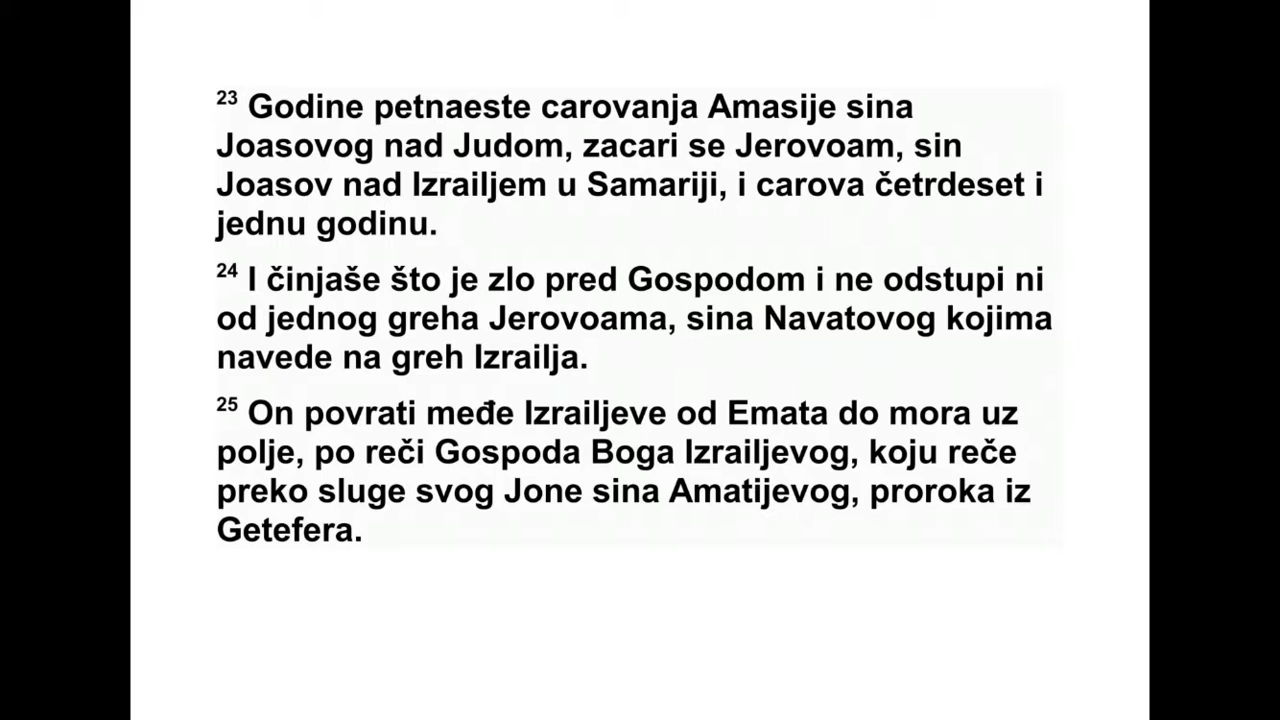 23 Godine petnaeste carovanja Amasije sina
Joasovog nad Judom, zacari se Jerovoam, sin
Joasov nad Izrailjem u Samariji, i carova četrdeset i
jednu godinu.
24 I činjaše što je zlo pred Gospodom i ne odstupi ni
od jednog greha Jerovoama, sina Navatovog kojima
navede na greh Izrailja.
25 On povrati međe Izrailjeve od Emata do mora uz
polje, po reči Gospoda Boga Izrailjevog, koju reče
preko sluge svog Jone sina Amatijevog, proroka iz
Getefera.